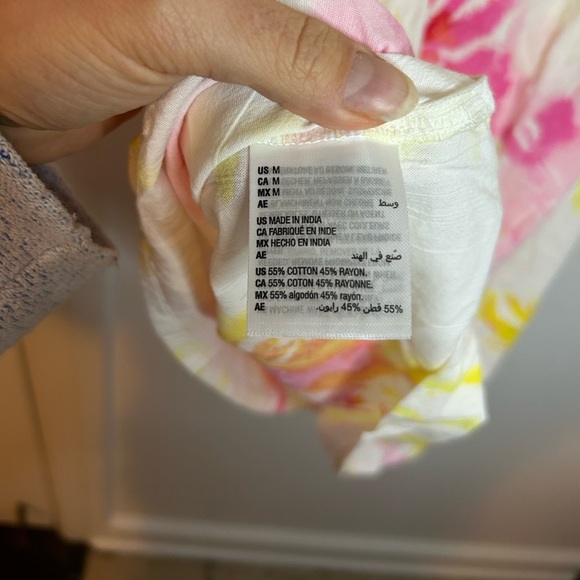 US M
CA M
MX M
AE وسط
US MADE IN INDIA
CA FABRIQUÉ EN INDE
MX HECHO EN INDIA
AE صنع في الهند
US 55% COTTON 45% RAYON.
CA 55% COTON 45% RAYONNE.
MX 55% algodón 45% rayón.
AE 55% قطن 45% رايون.